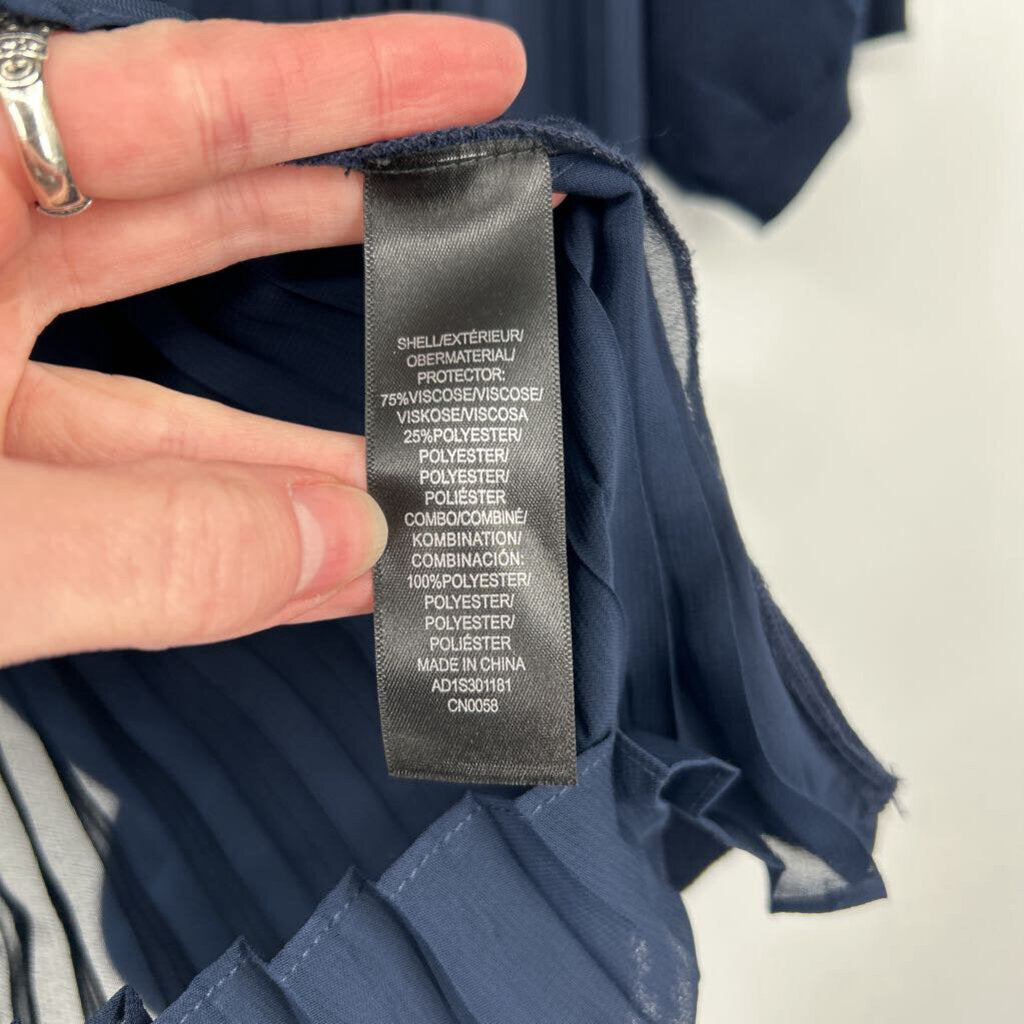 SHELL/EXTÉRIEUR/
OBERMATERIAL/
PROTECTOR:
75%VISCOSE/VISCOSE/
VISKOSE/VISCOSA
25%POLYESTER/
POLYESTER/
POLYESTER/
POLIÉSTER
COMBO/COMBINÉ/
KOMBINATION/
COMBINACIÓN:
100%POLYESTER/
POLYESTER/
POLYESTER/
POLIÉSTER
MADE IN CHINA
AD1S301181
CN0058